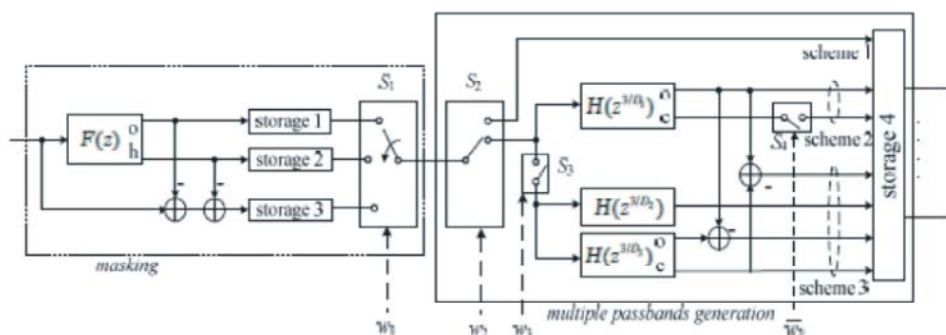 S₁
S₂
scheme 1
F(z)
o
h
storage 1
storage 2
storage 3
-
-
H(z^{3/D₁})
o
c
S₃
S₄
scheme 2
-
H(z^{3/D₂})
H(z^{3/D₃})
o
c
-
storage 4
scheme 3
masking
multiple passbands generation
w₁
w₂
w₃